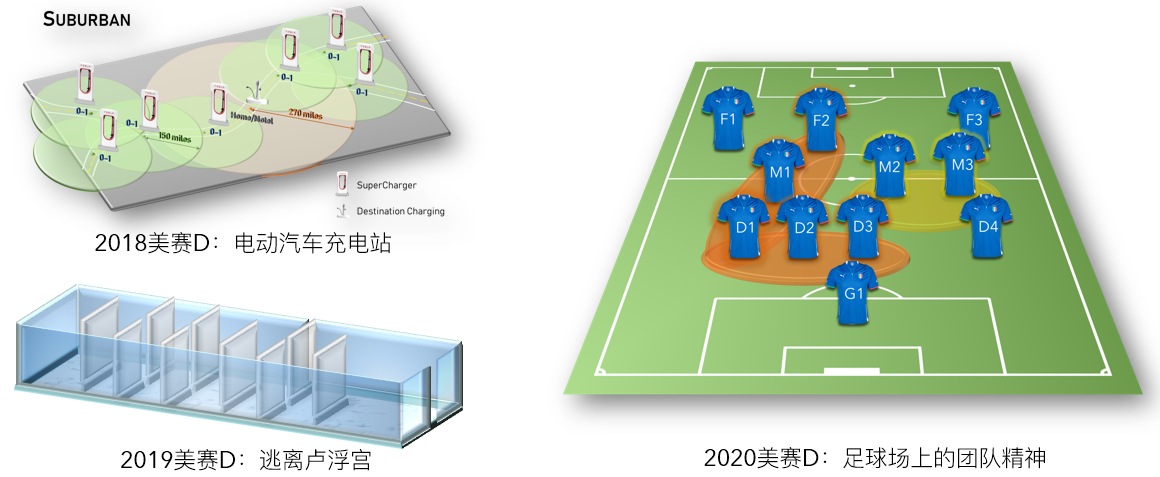 SUBURBAN
0-1
0-1
0-1
0-1
0-1
Home/Motel
270 miles
150 miles
0-1
0-1
SuperCharger
Destination Charging
2018美赛D：电动汽车充电站
2019美赛D：逃离卢浮宫
F1
F2
F3
M1
M2
M3
D1
D2
D3
D4
G1
2020美赛D：足球场上的团队精神